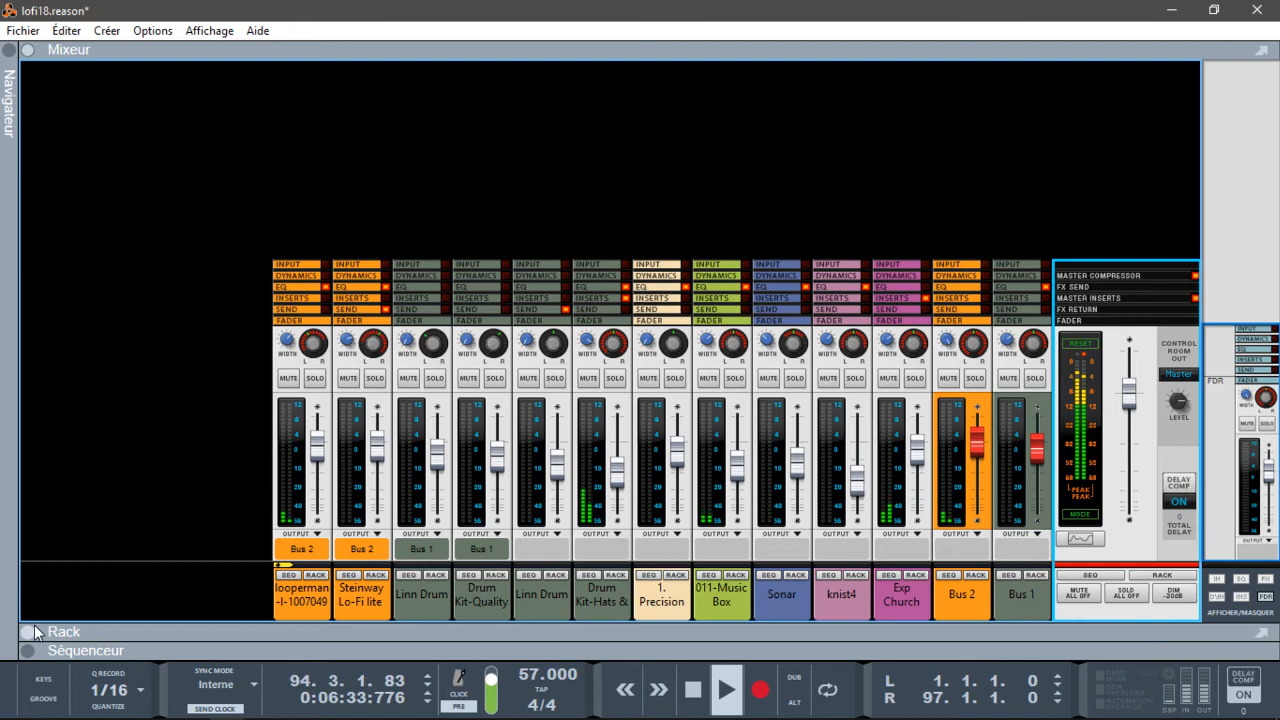 lofi18.reason*
Fichier Éditer Créer Options Affichage Aide
Mixeur
Navigateur
INPUT INPUT INPUT INPUT INPUT INPUT INPUT INPUT INPUT INPUT INPUT INPUT INPUT
DYNAMICS DYNAMICS DYNAMICS DYNAMICS DYNAMICS DYNAMICS DYNAMICS DYNAMICS DYNAMICS DYNAMICS DYNAMICS DYNAMICS DYNAMICS MASTER COMPRESSOR
EQ EQ EQ EQ EQ EQ EQ EQ EQ EQ EQ EQ EQ FX SEND
INSERTS INSERTS INSERTS INSERTS INSERTS INSERTS INSERTS INSERTS INSERTS INSERTS INSERTS INSERTS INSERTS MASTER INSERTS
SEND SEND SEND SEND SEND SEND SEND SEND SEND SEND SEND SEND SEND FX RETURN
FADER FADER FADER FADER FADER FADER FADER FADER FADER FADER FADER FADER FADER FADER
WIDTH L R WIDTH L R WIDTH L R WIDTH L R WIDTH L R WIDTH L R WIDTH L R WIDTH L R WIDTH L R WIDTH L R WIDTH L R WIDTH L R WIDTH L R
MUTE SOLO MUTE SOLO MUTE SOLO MUTE SOLO MUTE SOLO MUTE SOLO MUTE SOLO MUTE SOLO MUTE SOLO MUTE SOLO MUTE SOLO MUTE SOLO MUTE SOLO
RESET
CONTROL
ROOM
OUT
Master
LEVEL
PEAK
PEAK
MODE
DELAY
COMP
ON
0
TOTAL
DELAY
INPUT
DYNAMICS
EQ
INSERTS
SEND
FDR FADER
WIDTH L R
MUTE SOLO
OUTPUT
OUTPUT OUTPUT OUTPUT OUTPUT OUTPUT OUTPUT OUTPUT OUTPUT OUTPUT OUTPUT OUTPUT OUTPUT OUTPUT
Bus 2 Bus 2 Bus 1 Bus 1
SEQ RACK SEQ RACK SEQ RACK SEQ RACK SEQ RACK SEQ RACK SEQ RACK SEQ RACK SEQ RACK SEQ RACK SEQ RACK SEQ RACK SEQ RACK SEQ RACK
looperman
-l-1007049
Steinway
Lo-Fi lite
Linn Drum
Drum
Kit-Quality
Linn Drum
Drum
Kit-Hats &
1.
Precision
011-Music
Box
Sonar
knist4
Exp
Church
Bus 2
Bus 1
MUTE
ALL OFF
SOLO
ALL OFF
DIM
-20dB
IN EQ FX
DYN INS FDR
AFFICHER/MASQUER
Rack
Séquenceur
KEYS
GROOVE
Q RECORD
1/16
QUANTIZE
SYNC MODE
Interne
SEND CLOCK
94. 3. 1. 83
0:06:33:776
CLICK
PRE
57.000
TAP
4/4
DUB
ALT
L 1. 1. 1. 0
R 97. 1. 1. 0
AUTOMATION
OVERRIDE
DSP IN OUT
DELAY
COMP
ON
0